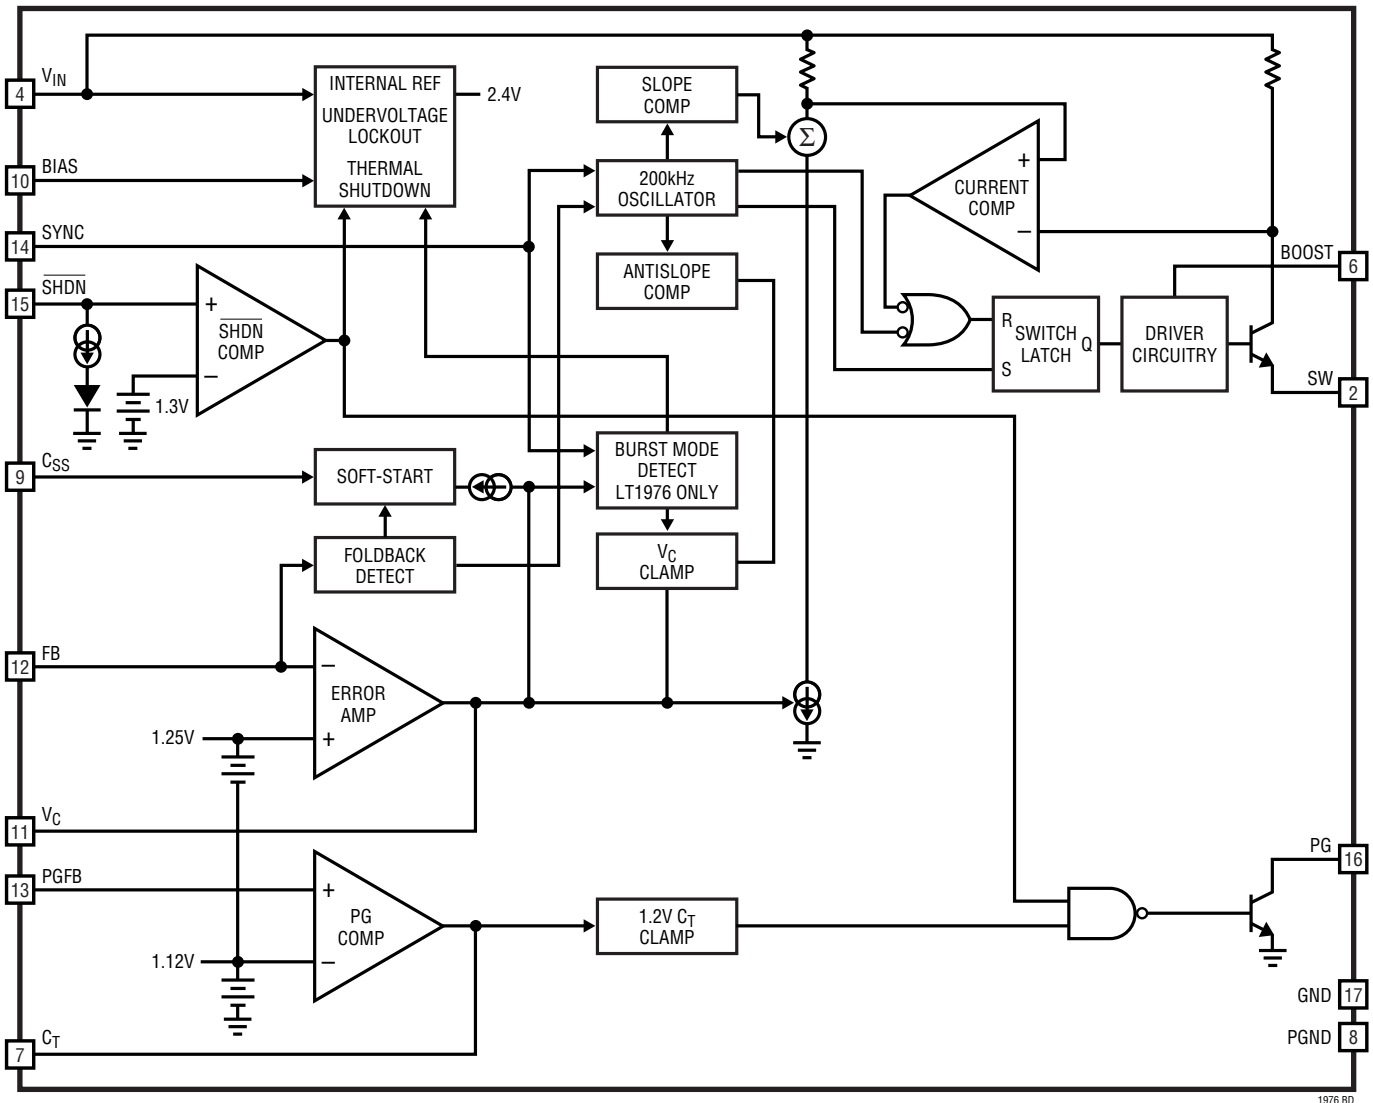 VIN
4
BIAS
10
SYNC
14
SHDN
15
CSS
9
FB
12
VC
11
PGFB
13
CT
7
INTERNAL REF
UNDERVOLTAGE
LOCKOUT
THERMAL
SHUTDOWN
2.4V
+
SHDN
COMP
–
1.3V
SOFT-START
FOLDBACK
DETECT
–
ERROR
AMP
+
1.25V
+
PG
COMP
–
1.12V
SLOPE
COMP
Σ
200kHz
OSCILLATOR
ANTISLOPE
COMP
BURST MODE
DETECT
LT1976 ONLY
VC
CLAMP
1.2V CT
CLAMP
+
CURRENT
COMP
–
R
SWITCH
LATCH
Q
S
DRIVER
CIRCUITRY
BOOST
6
SW
2
PG
16
GND
17
PGND
8
1976 BD